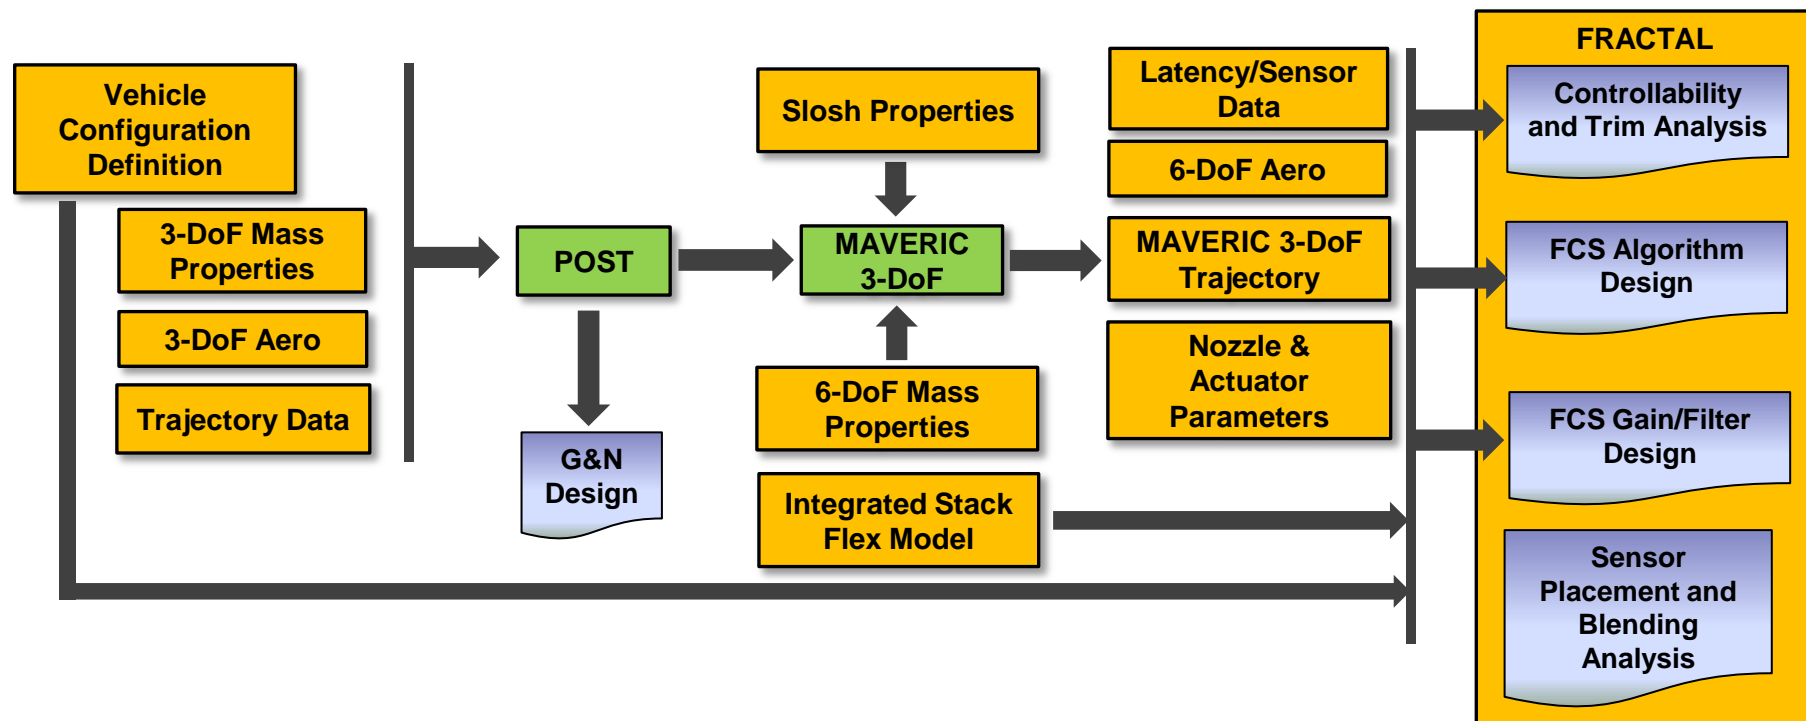 Vehicle
Configuration
Definition
3-DoF Mass
Properties
3-DoF Aero
Trajectory Data
POST
G&N
Design
Slosh Properties
MAVERIC
3-DoF
6-DoF Mass
Properties
Integrated Stack
Flex Model
Latency/Sensor
Data
6-DoF Aero
MAVERIC 3-DoF
Trajectory
Nozzle &
Actuator
Parameters
FRACTAL
Controllability
and Trim Analysis
FCS Algorithm
Design
FCS Gain/Filter
Design
Sensor
Placement and
Blending
Analysis